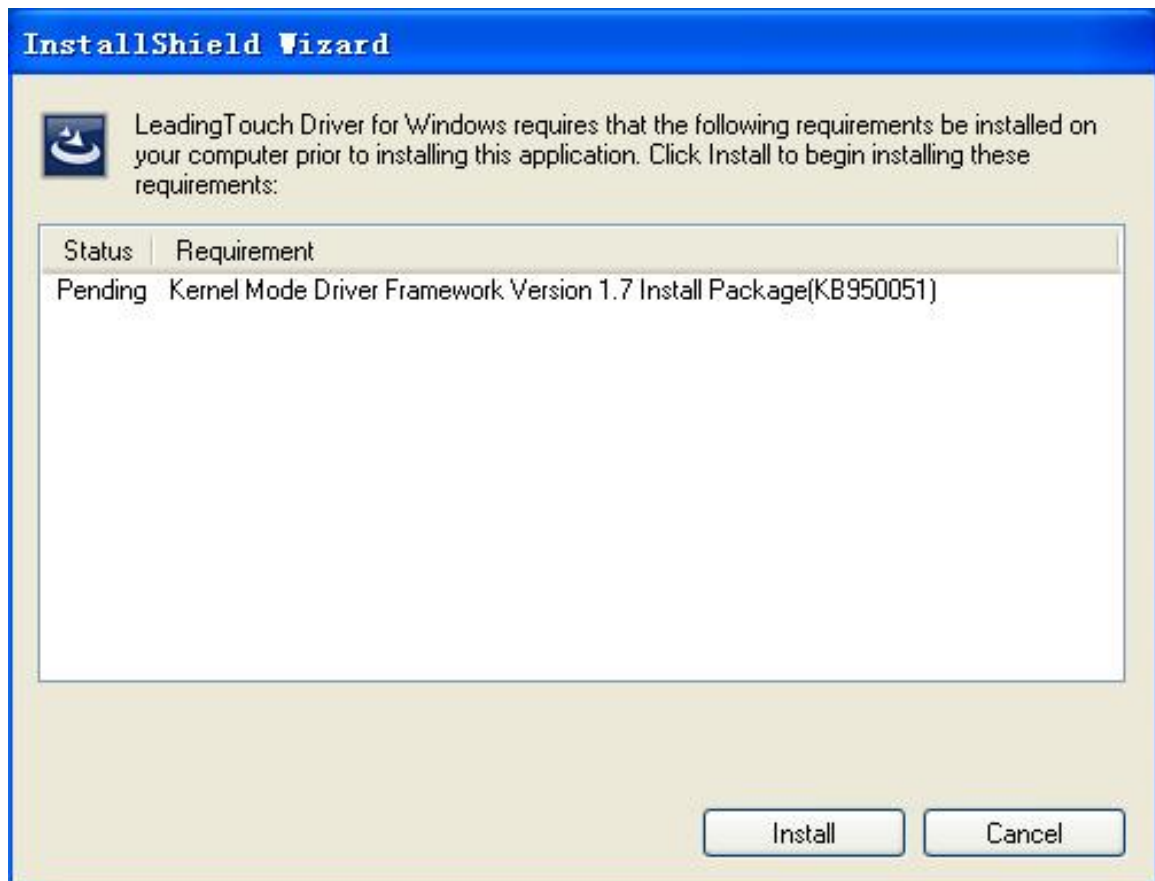 InstallShield Wizard
LeadingTouch Driver for Windows requires that the following requirements be installed on
your computer prior to installing this application. Click Install to begin installing these
requirements:
Status Requirement
Pending Kernel Mode Driver Framework Version 1.7 Install Package(KB950051)
Install Cancel